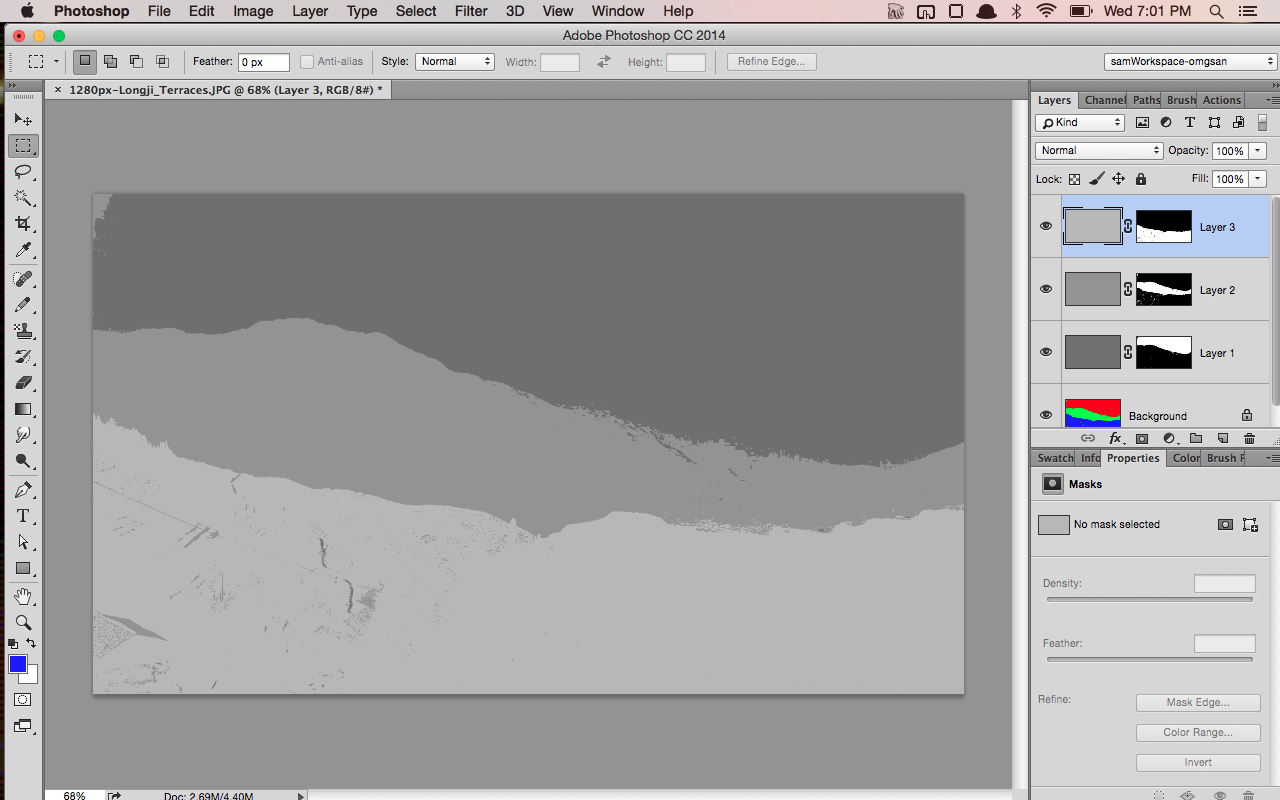 Photoshop File Edit Image Layer Type Select Filter 3D View Window Help Wed 7:01 PM
Adobe Photoshop CC 2014
Feather: 0 px Anti-alias Style: Normal Width: Height: Refine Edge... samWorkspace-omgsan
1280px-Longji_Terraces.JPG @ 68% (Layer 3, RGB/8#) *
Layers Channel Paths Brush Actions
Kind
Normal Opacity: 100%
Lock: Fill: 100%
Layer 3
Layer 2
Layer 1
Background
fx
Swatch Info Properties Color Brush P
Masks
No mask selected
Density:
Feather:
Refine: Mask Edge...
Color Range...
Invert
68% Doc: 2.69M/4.40M